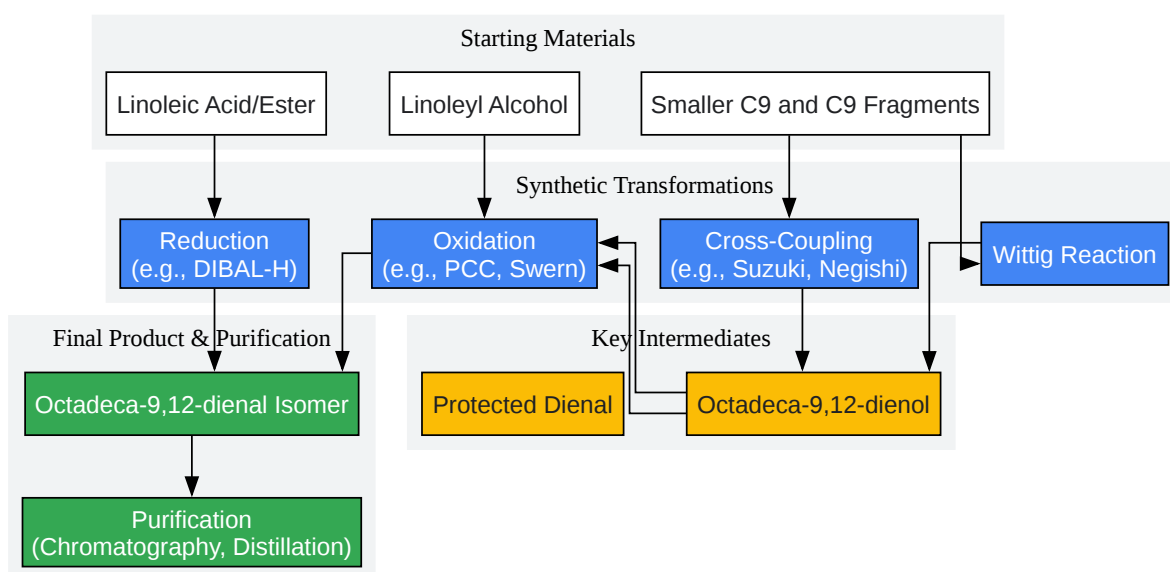 Starting Materials
Linoleic Acid/Ester
Linoleyl Alcohol
Smaller C9 and C9 Fragments
Synthetic Transformations
Reduction
(e.g., DIBAL-H)
Oxidation
(e.g., PCC, Swern)
Cross-Coupling
(e.g., Suzuki, Negishi)
Wittig Reaction
Final Product & Purification
Key Intermediates
Octadeca-9,12-dienal Isomer
Protected Dienal
Octadeca-9,12-dienol
Purification
(Chromatography, Distillation)